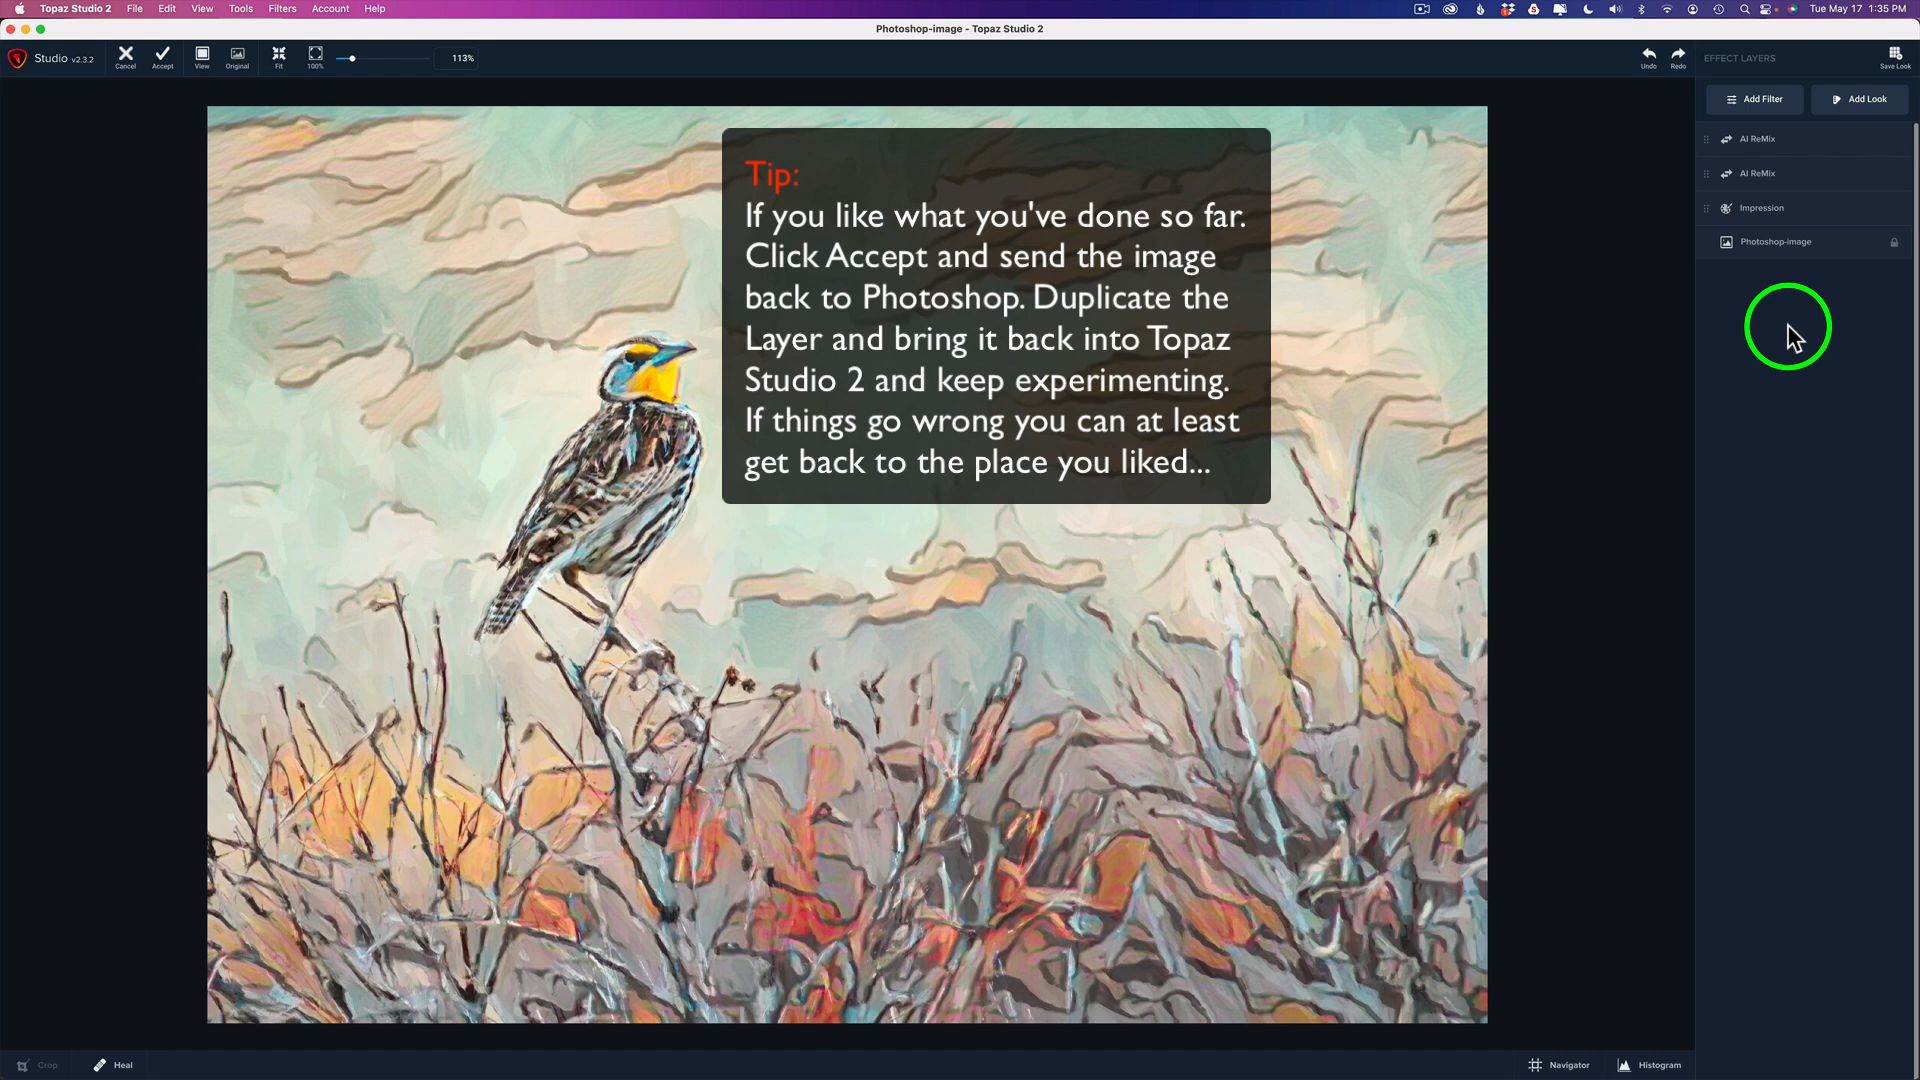 Topaz Studio 2 File Edit View Tools Filters Account Help Tue May 17 1:35 PM
Photoshop-image - Topaz Studio 2
Studio v2.3.2 Cancel Accept View Original Fit 100% 113% Undo Redo EFFECT LAYERS Save Look
Add Filter Add Look
AI ReMix
AI ReMix
Impression
Photoshop-image
Tip:
If you like what you've done so far.
Click Accept and send the image
back to Photoshop. Duplicate the
Layer and bring it back into Topaz
Studio 2 and keep experimenting.
If things go wrong you can at least
get back to the place you liked...
Crop Heal Navigator Histogram